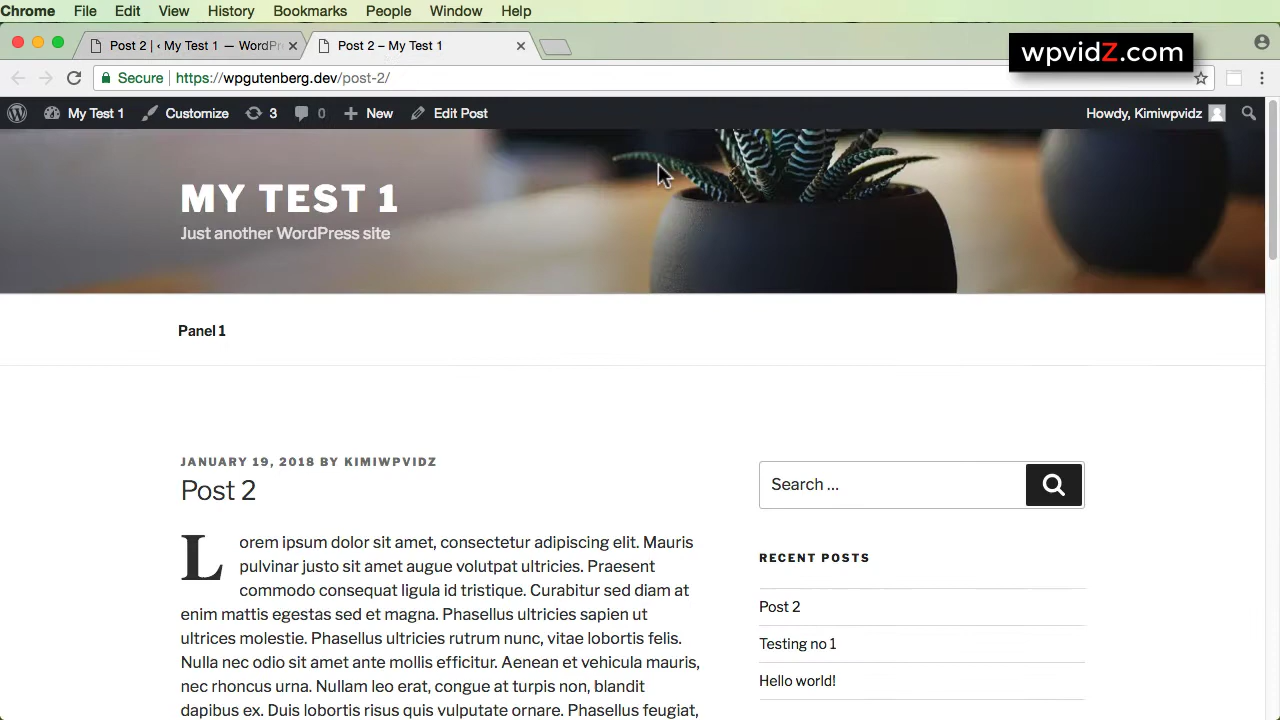 Chrome File Edit View History Bookmarks People Window Help
Post 2 | ‹ My Test 1 — WordPr
Post 2 – My Test 1
wpvidZ.com
Secure https://wpgutenberg.dev/post-2/
My Test 1 Customize 3 0 New Edit Post Howdy, Kimiwpvidz
MY TEST 1
Just another WordPress site
Panel 1
JANUARY 19, 2018 BY KIMIWPVIDZ
Post 2
Lorem ipsum dolor sit amet, consectetur adipiscing elit. Mauris
pulvinar justo sit amet augue volutpat ultricies. Praesent
commodo consequat ligula id tristique. Curabitur sed diam at
enim mattis egestas sed et magna. Phasellus ultricies sapien ut
ultrices molestie. Phasellus ultricies rutrum nunc, vitae lobortis felis.
Nulla nec odio sit amet ante mollis efficitur. Aenean et vehicula mauris,
nec rhoncus urna. Nullam leo erat, congue at turpis non, blandit
dapibus ex. Duis lobortis risus quis vulputate ornare. Phasellus feugiat,
Search …
RECENT POSTS
Post 2
Testing no 1
Hello world!